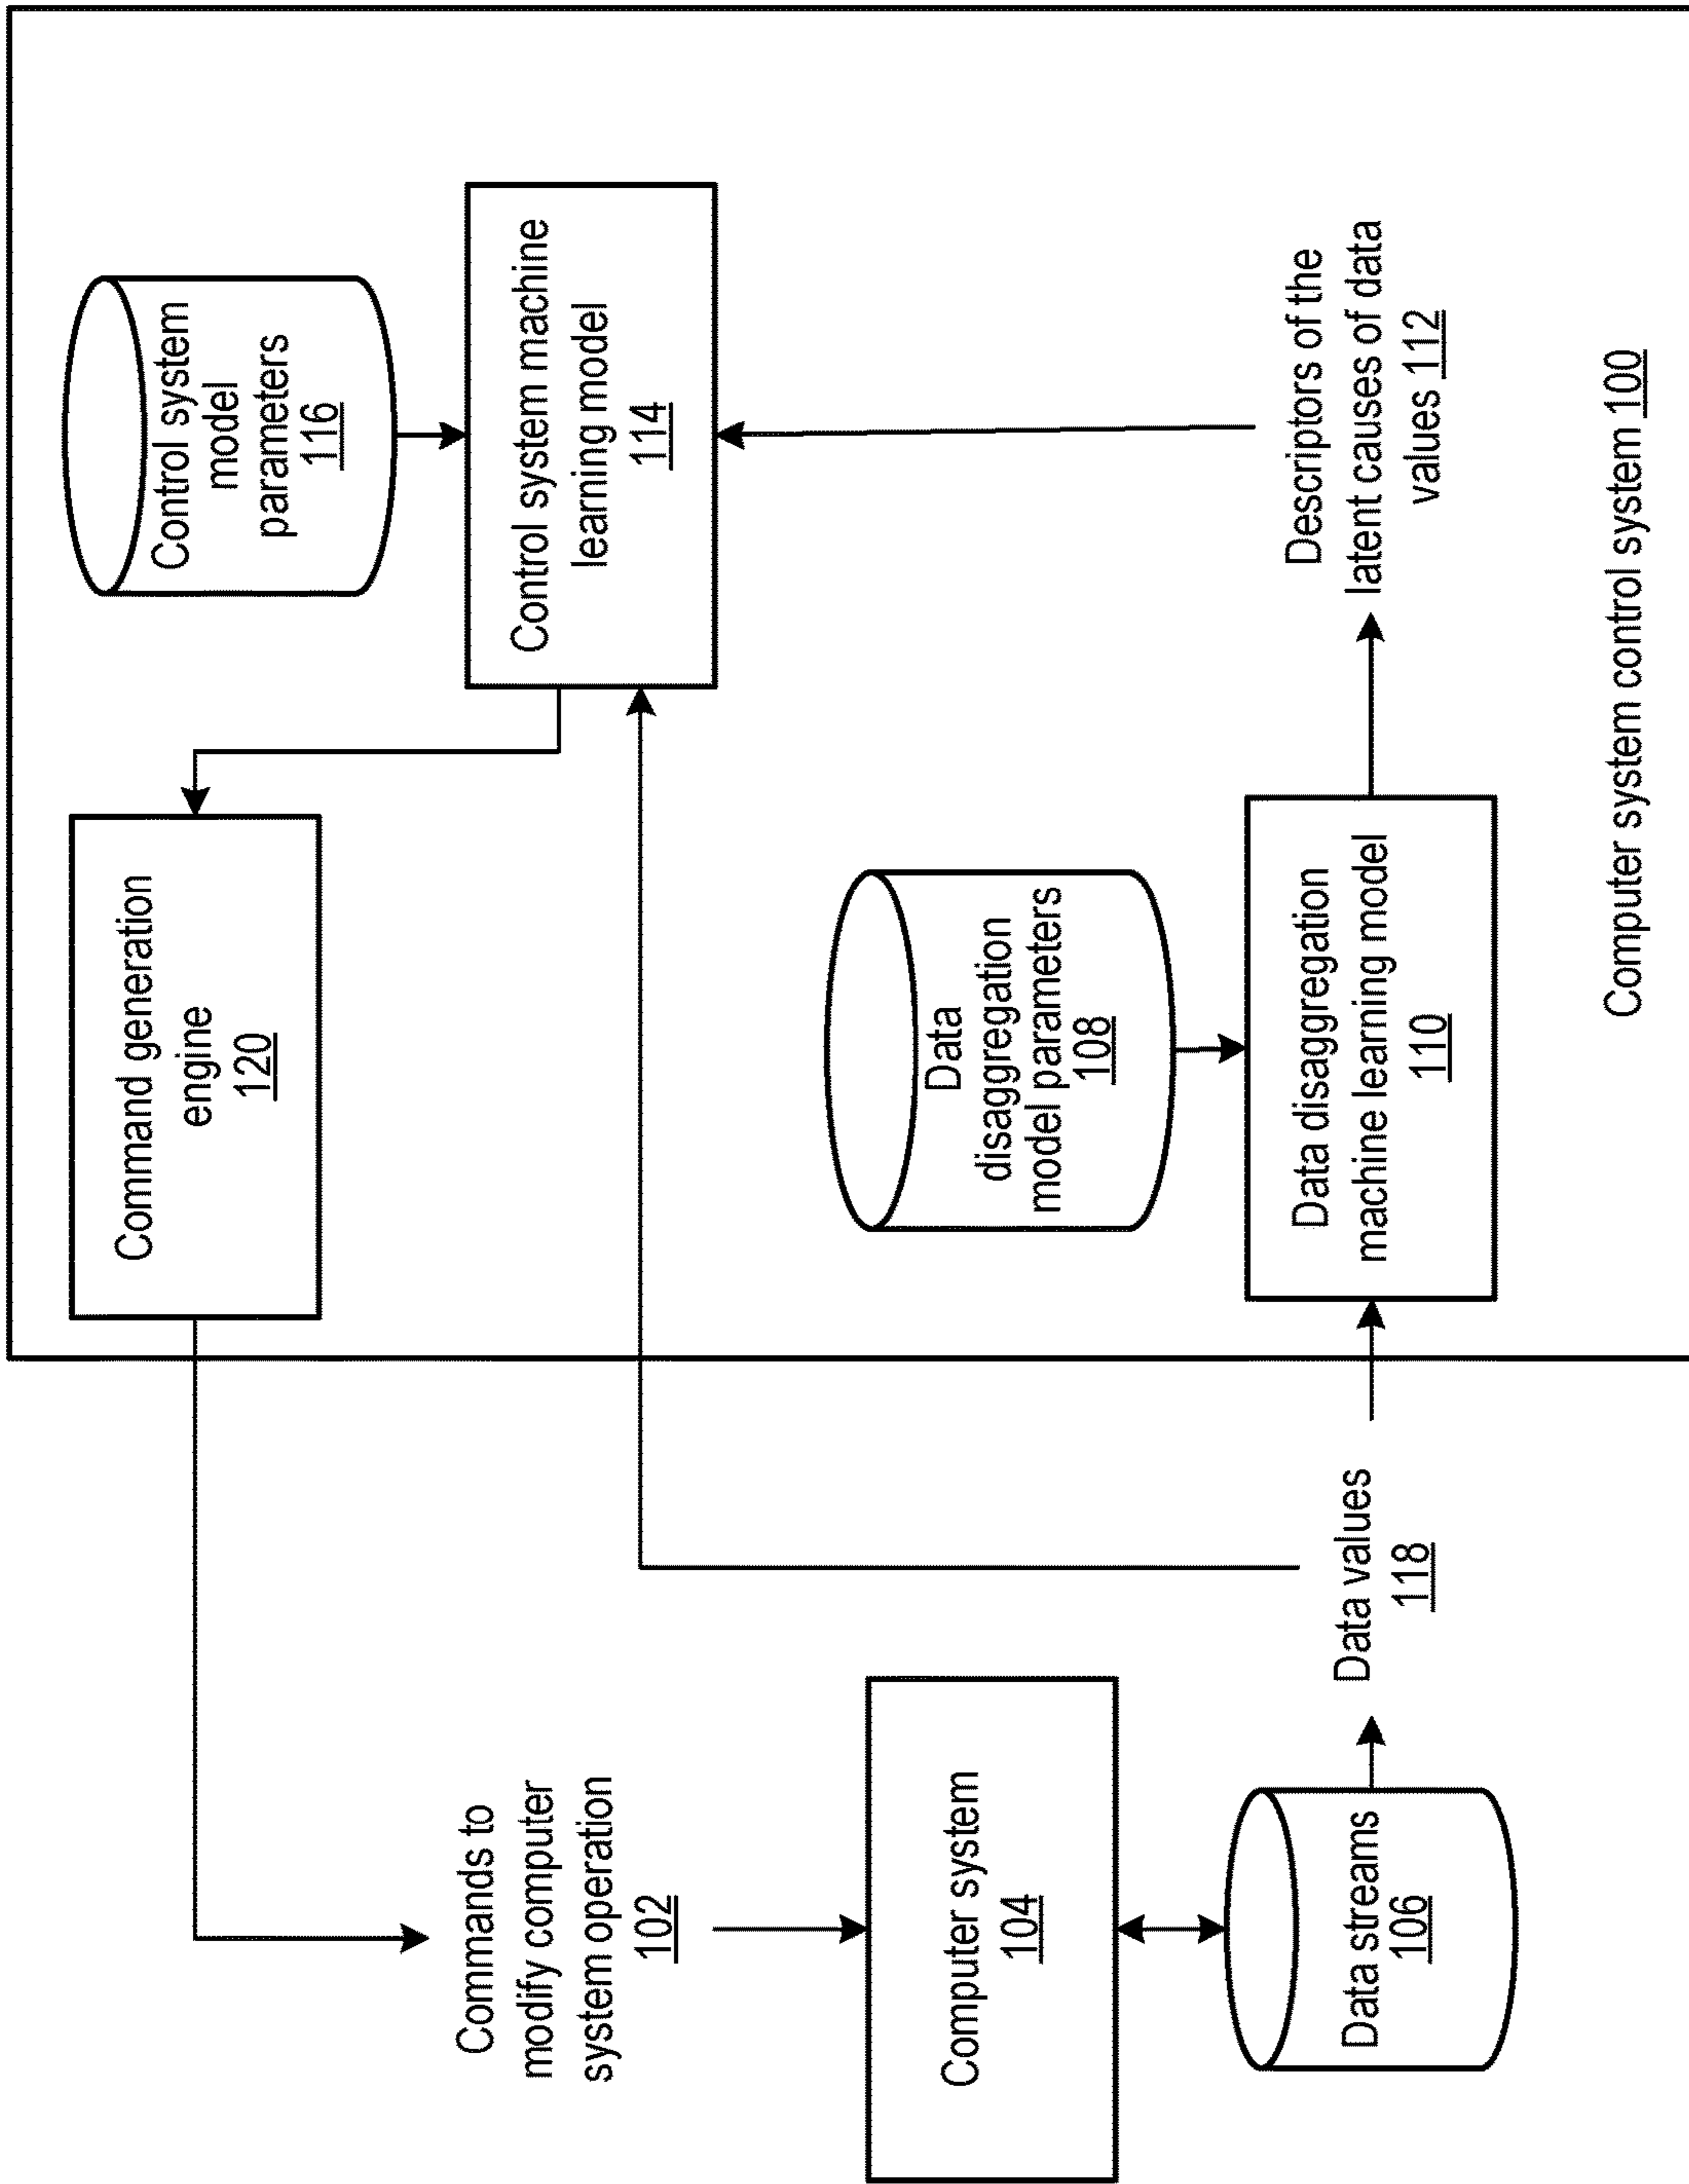 Commands to
modify computer
system operation
102
Computer system
104
Data streams
106
Data values
118
Command generation
engine
120
Data
disaggregation
model parameters
108
Data disaggregation
machine learning model
110
Control system
model
parameters
116
Control system machine
learning model
114
Descriptors of the
latent causes of data
values 112
Computer system control system 100